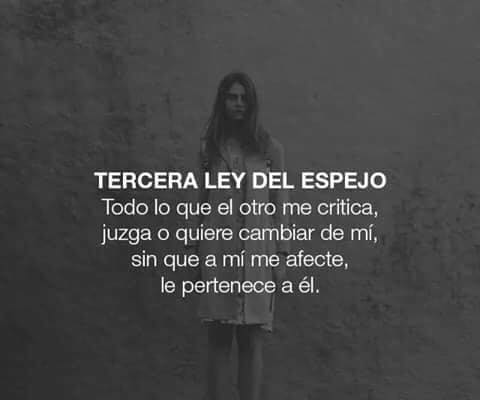 TERCERA LEY DEL ESPEJO
Todo lo que el otro me critica,
juzga o quiere cambiar de mí,
sin que a mí me afecte,
le pertenece a él.